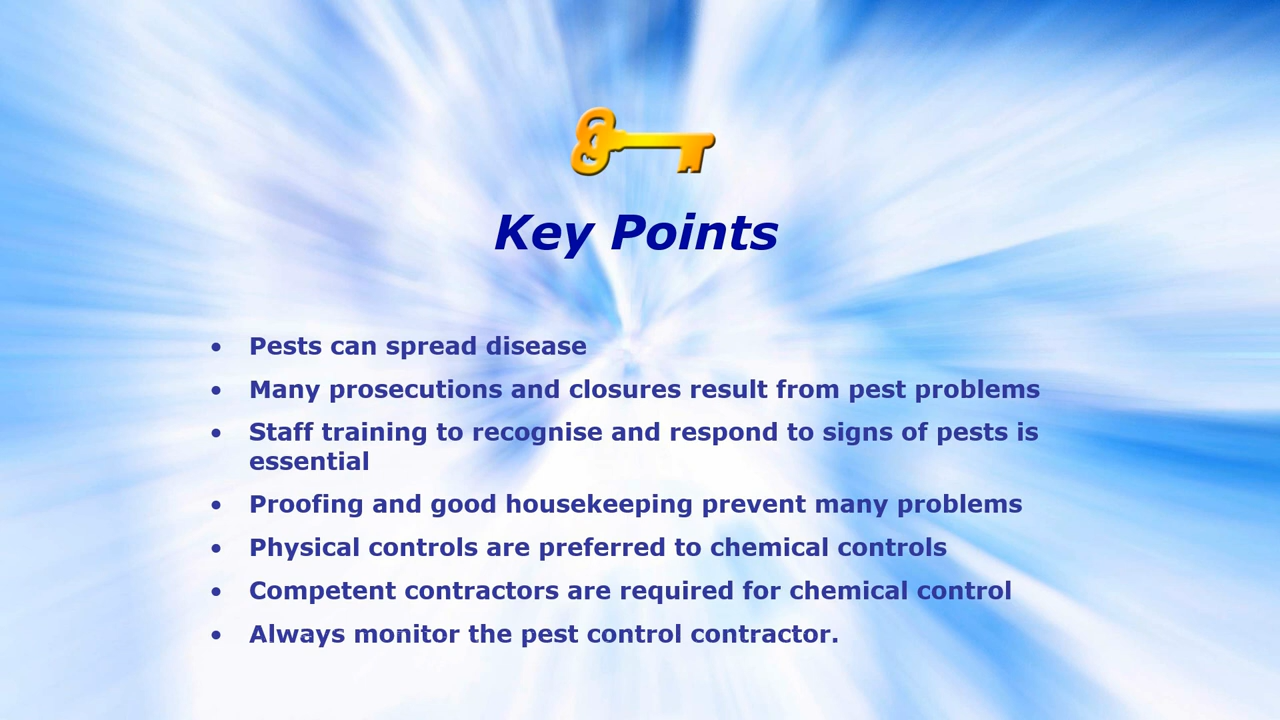 Key Points
• Pests can spread disease
• Many prosecutions and closures result from pest problems
• Staff training to recognise and respond to signs of pests is
essential
• Proofing and good housekeeping prevent many problems
• Physical controls are preferred to chemical controls
• Competent contractors are required for chemical control
• Always monitor the pest control contractor.